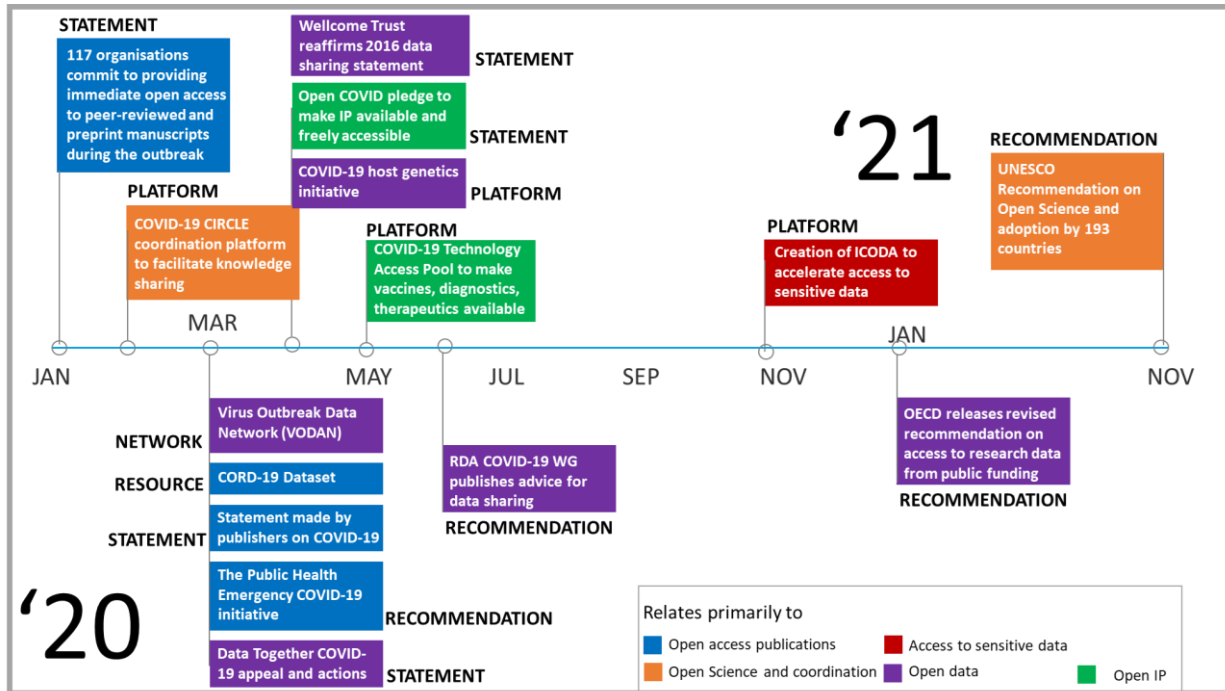 STATEMENT
117 organisations
commit to providing
immediate open access
to peer-reviewed and
preprint manuscripts
during the outbreak
Wellcome Trust
reaffirms 2016 data
sharing statement
STATEMENT
Open COVID pledge to
make IP available and
freely accessible
STATEMENT
COVID-19 host genetics
initiative
PLATFORM
PLATFORM
COVID-19 CIRCLE
coordination platform
to facilitate knowledge
sharing
PLATFORM
COVID-19 Technology
Access Pool to make
vaccines, diagnostics,
therapeutics available
‘21
PLATFORM
Creation of ICODA to
accelerate access to
sensitive data
RECOMMENDATION
UNESCO
Recommendation on
Open Science and
adoption by 193
countries
MAR
JAN
JAN
MAY
JUL
SEP
NOV
NOV
NETWORK
Virus Outbreak Data
Network (VODAN)
RESOURCE
CORD-19 Dataset
STATEMENT
Statement made by
publishers on COVID-19
The Public Health
Emergency COVID-19
initiative
RECOMMENDATION
Data Together COVID-
19 appeal and actions
STATEMENT
‘20
RDA COVID-19 WG
publishes advice for
data sharing
RECOMMENDATION
OECD releases revised
recommendation on
access to research data
from public funding
RECOMMENDATION
Relates primarily to
Open access publications
Access to sensitive data
Open Science and coordination
Open data
Open IP